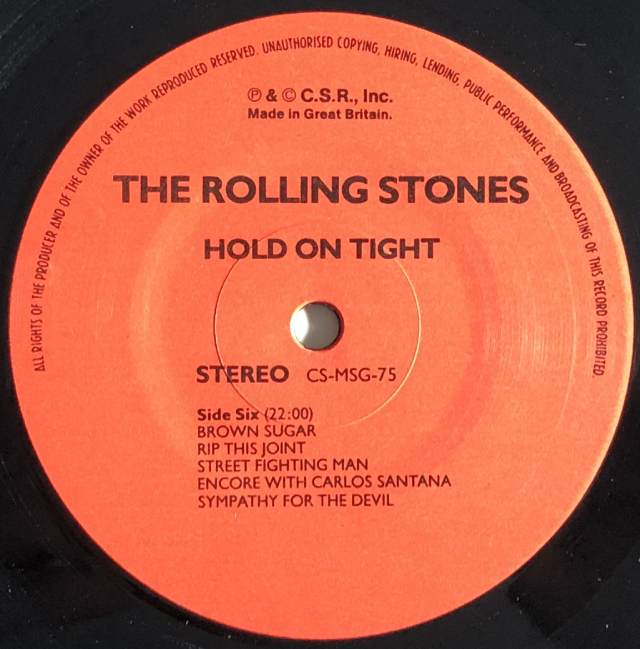 ALL RIGHTS OF THE PRODUCER AND OF THE OWNER OF THE WORK REPRODUCED RESERVED. UNAUTHORISED COPYING, HIRING, LENDING, PUBLIC PERFORMANCE AND BROADCASTING OF THIS RECORD PROHIBITED.
℗ & © C.S.R., Inc.
Made in Great Britain.
THE ROLLING STONES
HOLD ON TIGHT
STEREO CS-MSG-75
Side Six (22:00)
BROWN SUGAR
RIP THIS JOINT
STREET FIGHTING MAN
ENCORE WITH CARLOS SANTANA
SYMPATHY FOR THE DEVIL